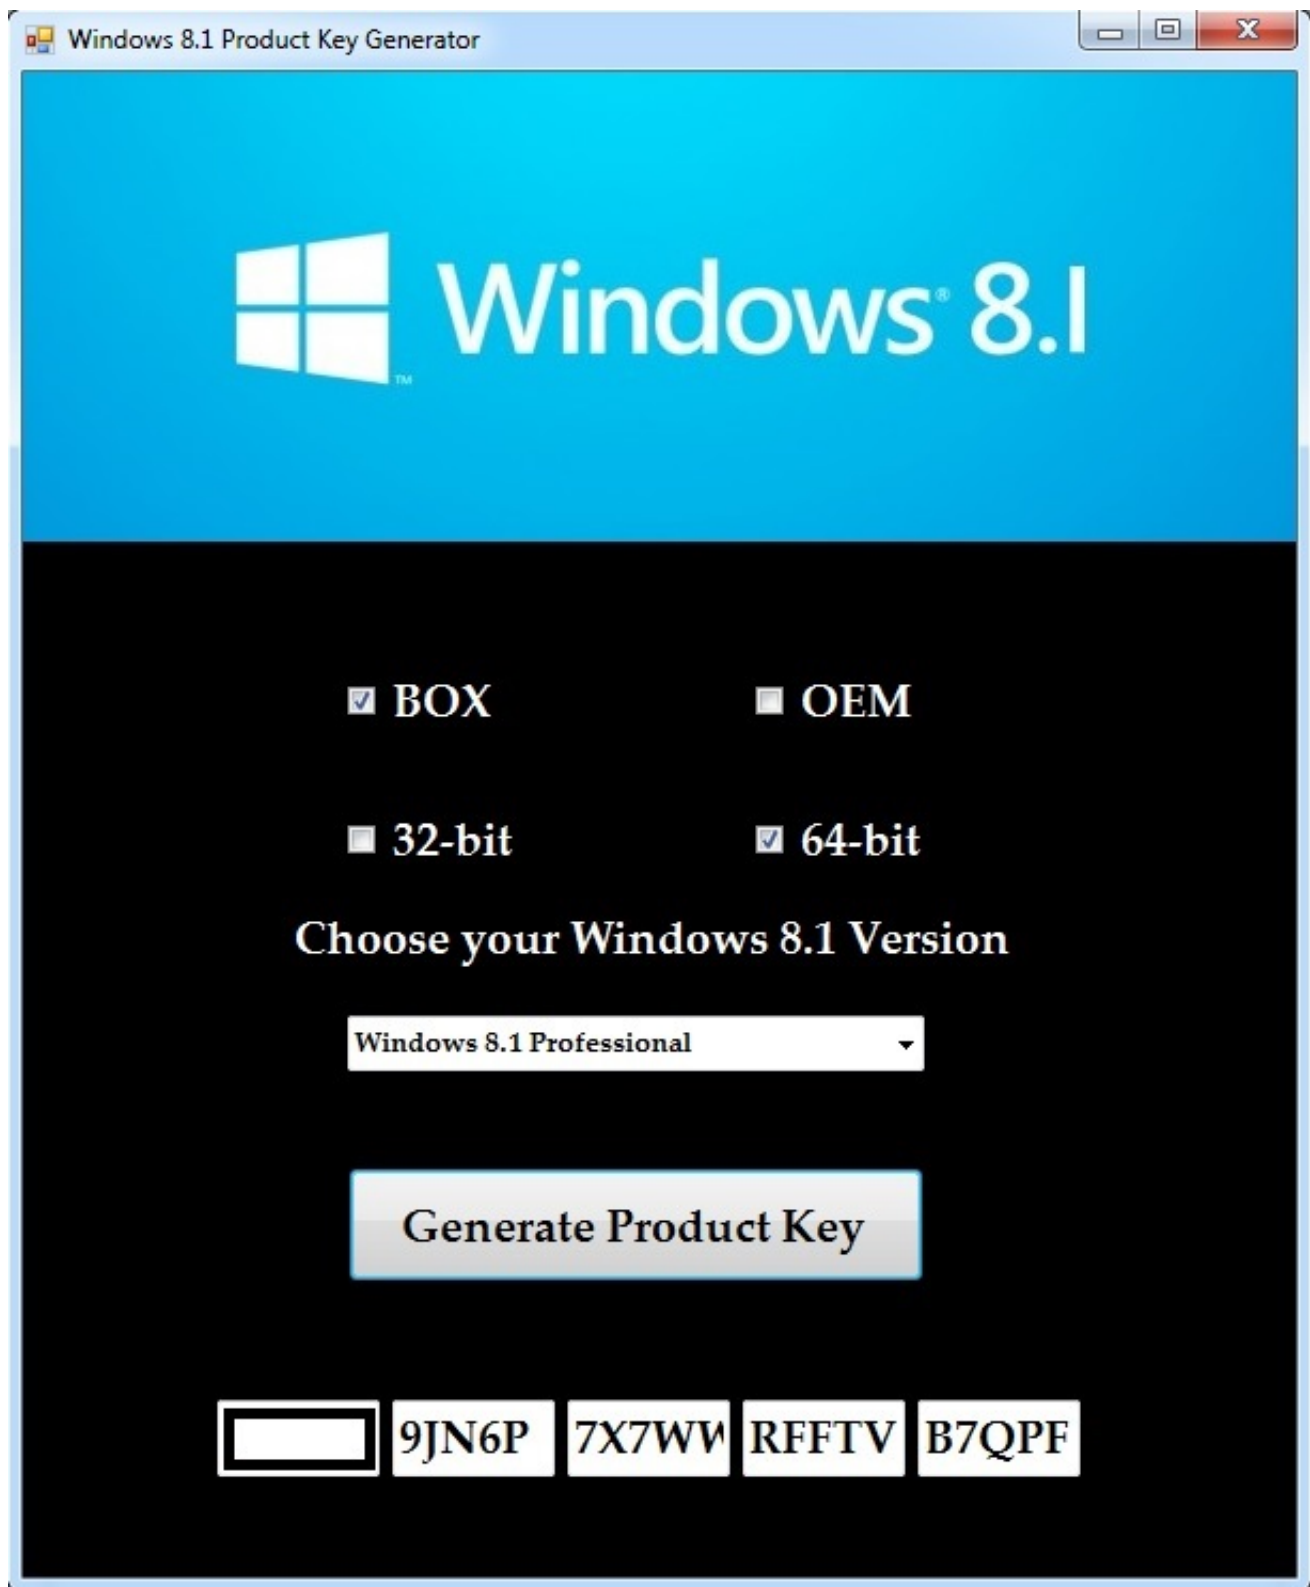 Windows 8.1 Product Key Generator
Windows® 8.1
TM
BOX OEM
32-bit 64-bit
Choose your Windows 8.1 Version
Windows 8.1 Professional
Generate Product Key
9JN6P RFFTV B7QPF